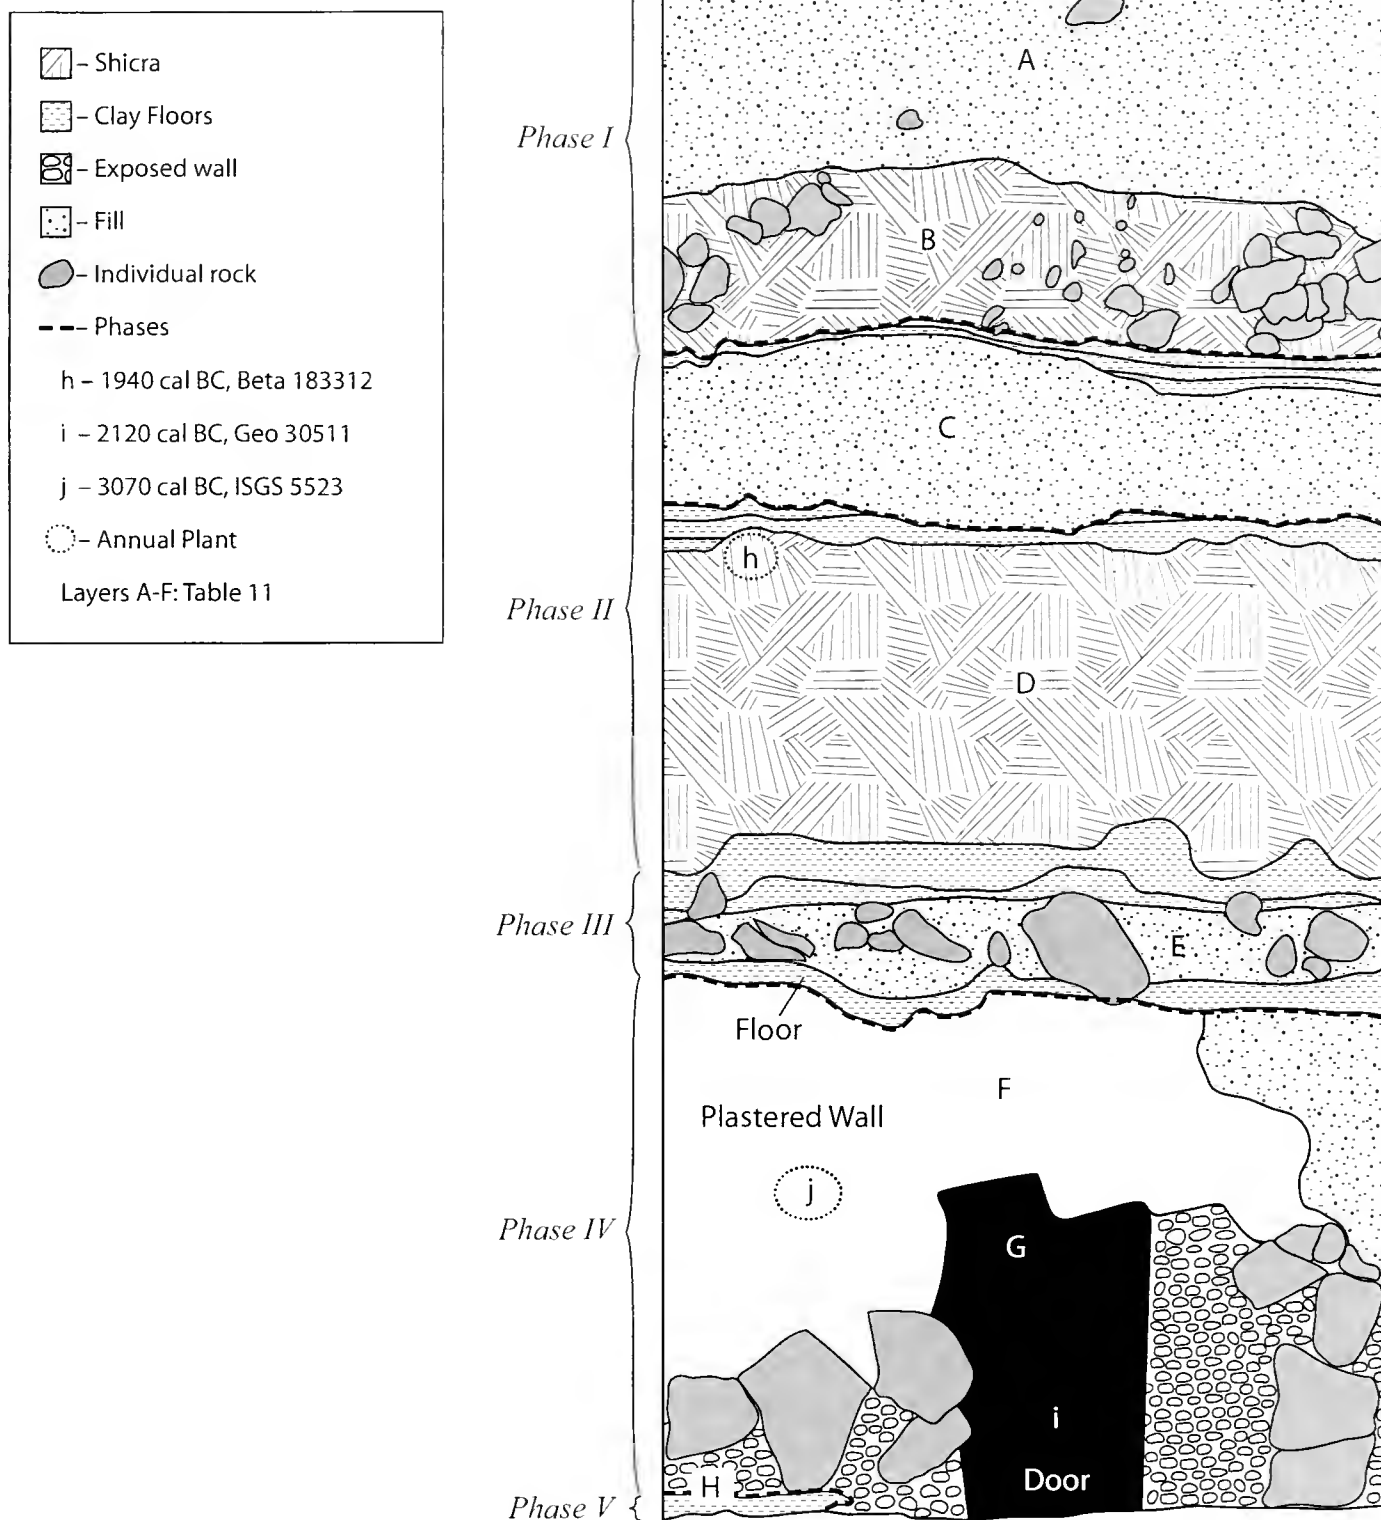 – Shicra
– Clay Floors
– Exposed wall
– Fill
– Individual rock
– Phases
h – 1940 cal BC, Beta 183312
i – 2120 cal BC, Geo 30511
j – 3070 cal BC, ISGS 5523
– Annual Plant
Layers A-F: Table 11
A
Phase I
B
C
h
Phase II
D
Phase III
E
Floor
F
Plastered Wall
j
Phase IV
G
i
Door
H
Phase V